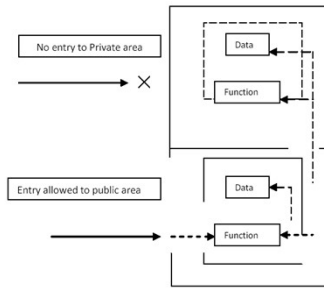 No entry to Private area
Data
Function
Entry allowed to public area
Data
Function